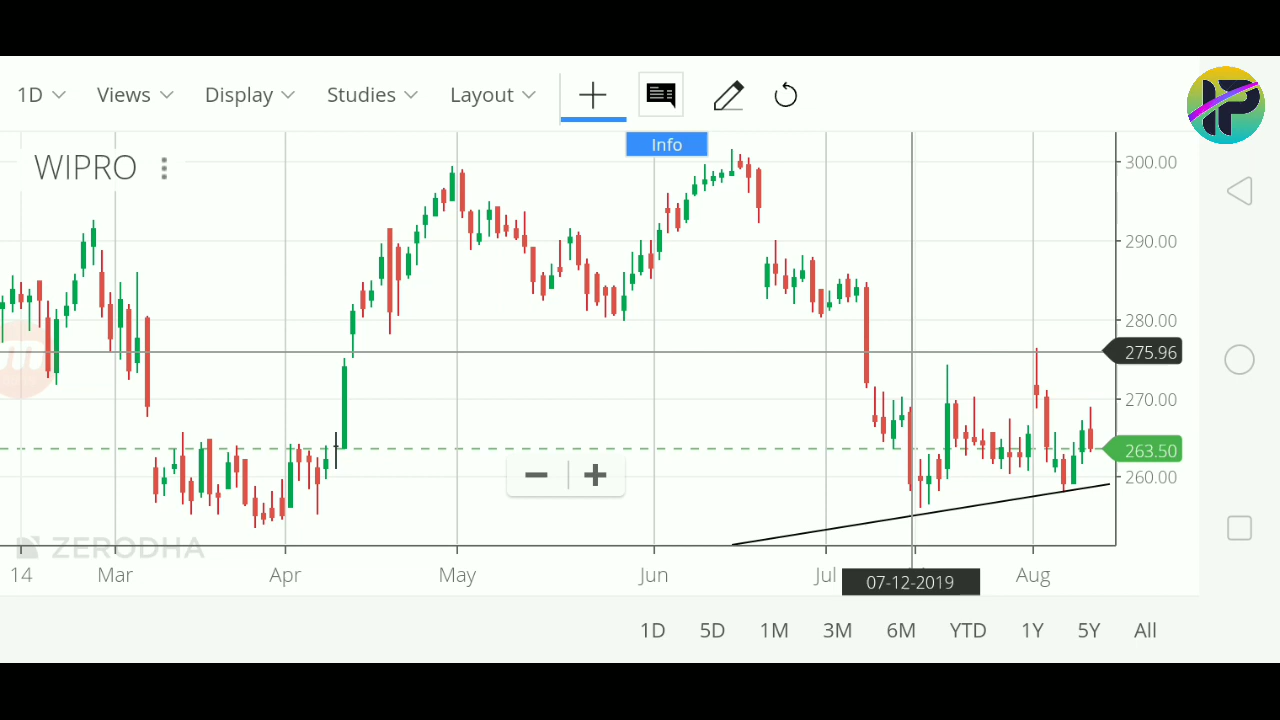 1D Views Display Studies Layout
Info
WIPRO
300.00
290.00
280.00
275.96
270.00
263.50
260.00
ZERODHA
14 Mar Apr May Jun Jul Aug
07-12-2019
1D 5D 1M 3M 6M YTD 1Y 5Y All
IP